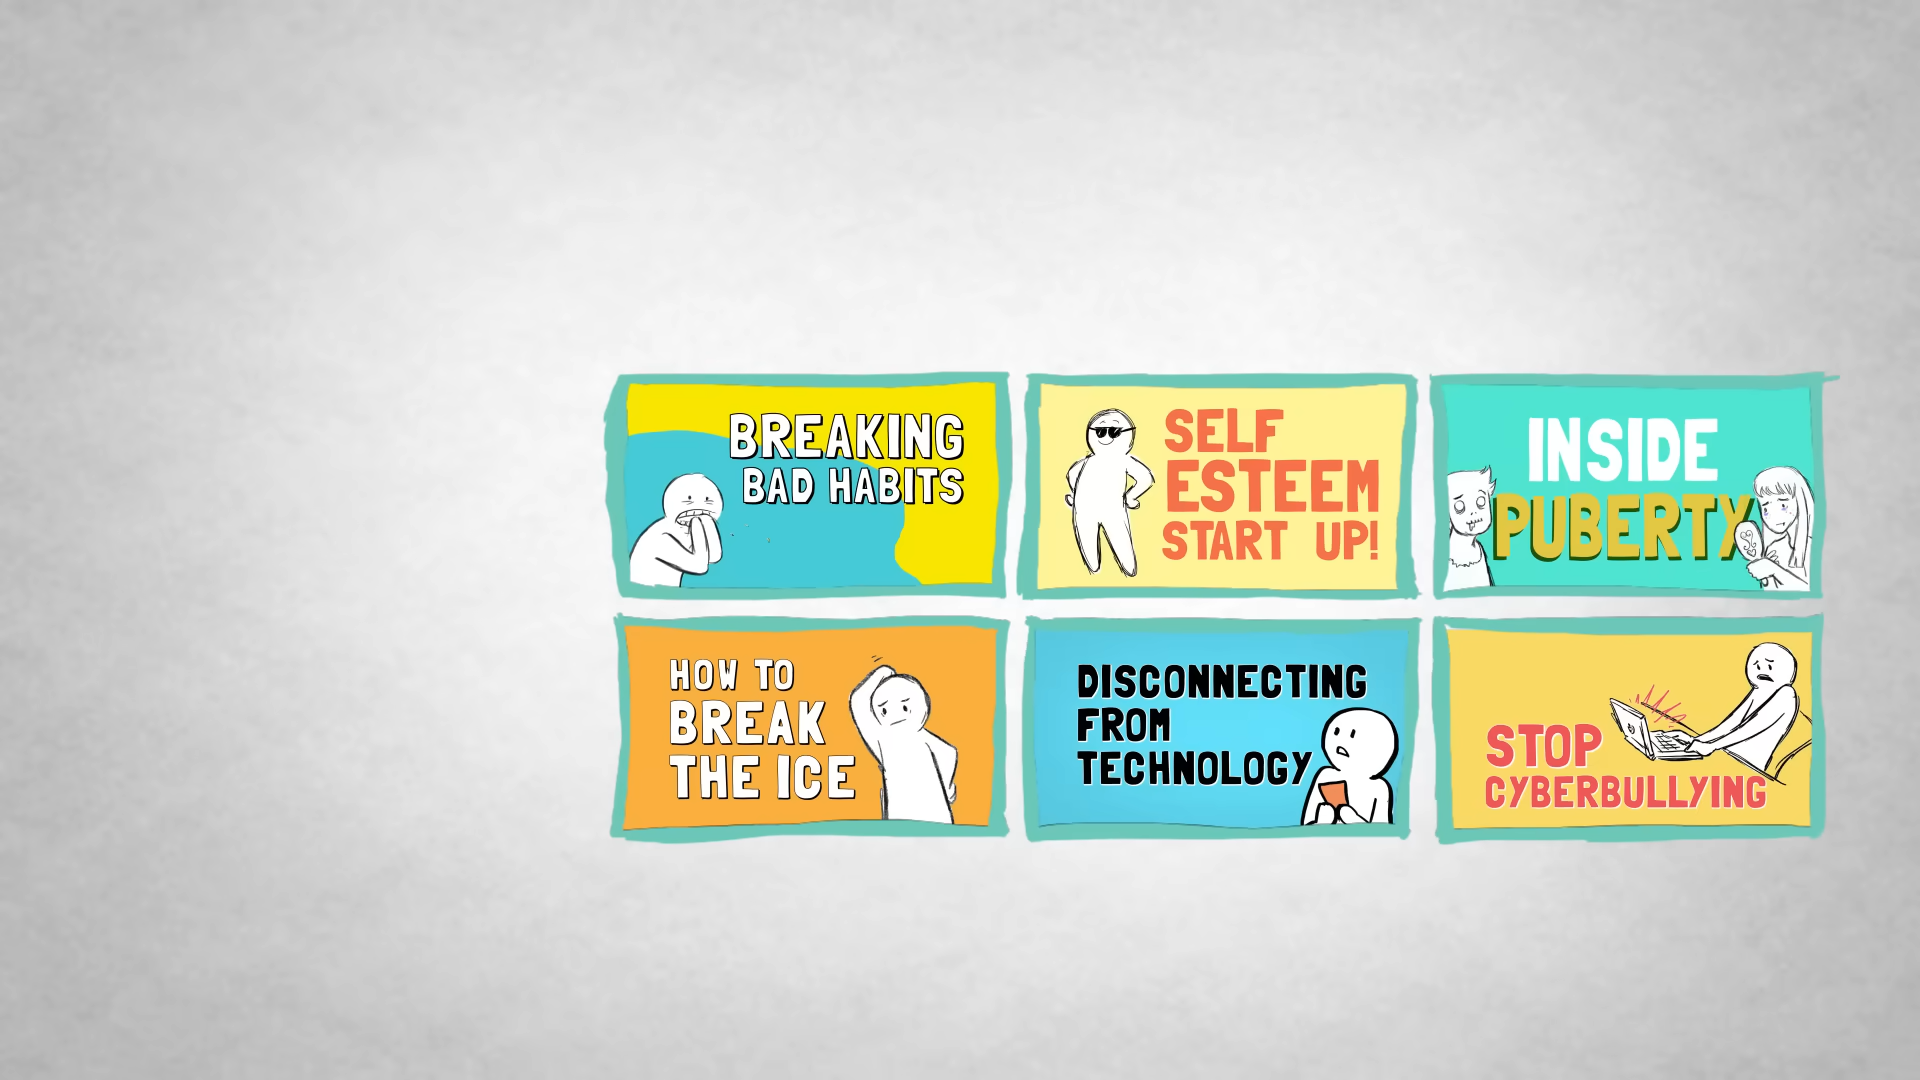 BREAKING
BAD HABITS
SELF
ESTEEM
START UP!
INSIDE
PUBERTY
HOW TO
BREAK
THE ICE
DISCONNECTING
FROM
TECHNOLOGY
STOP
CYBERBULLYING